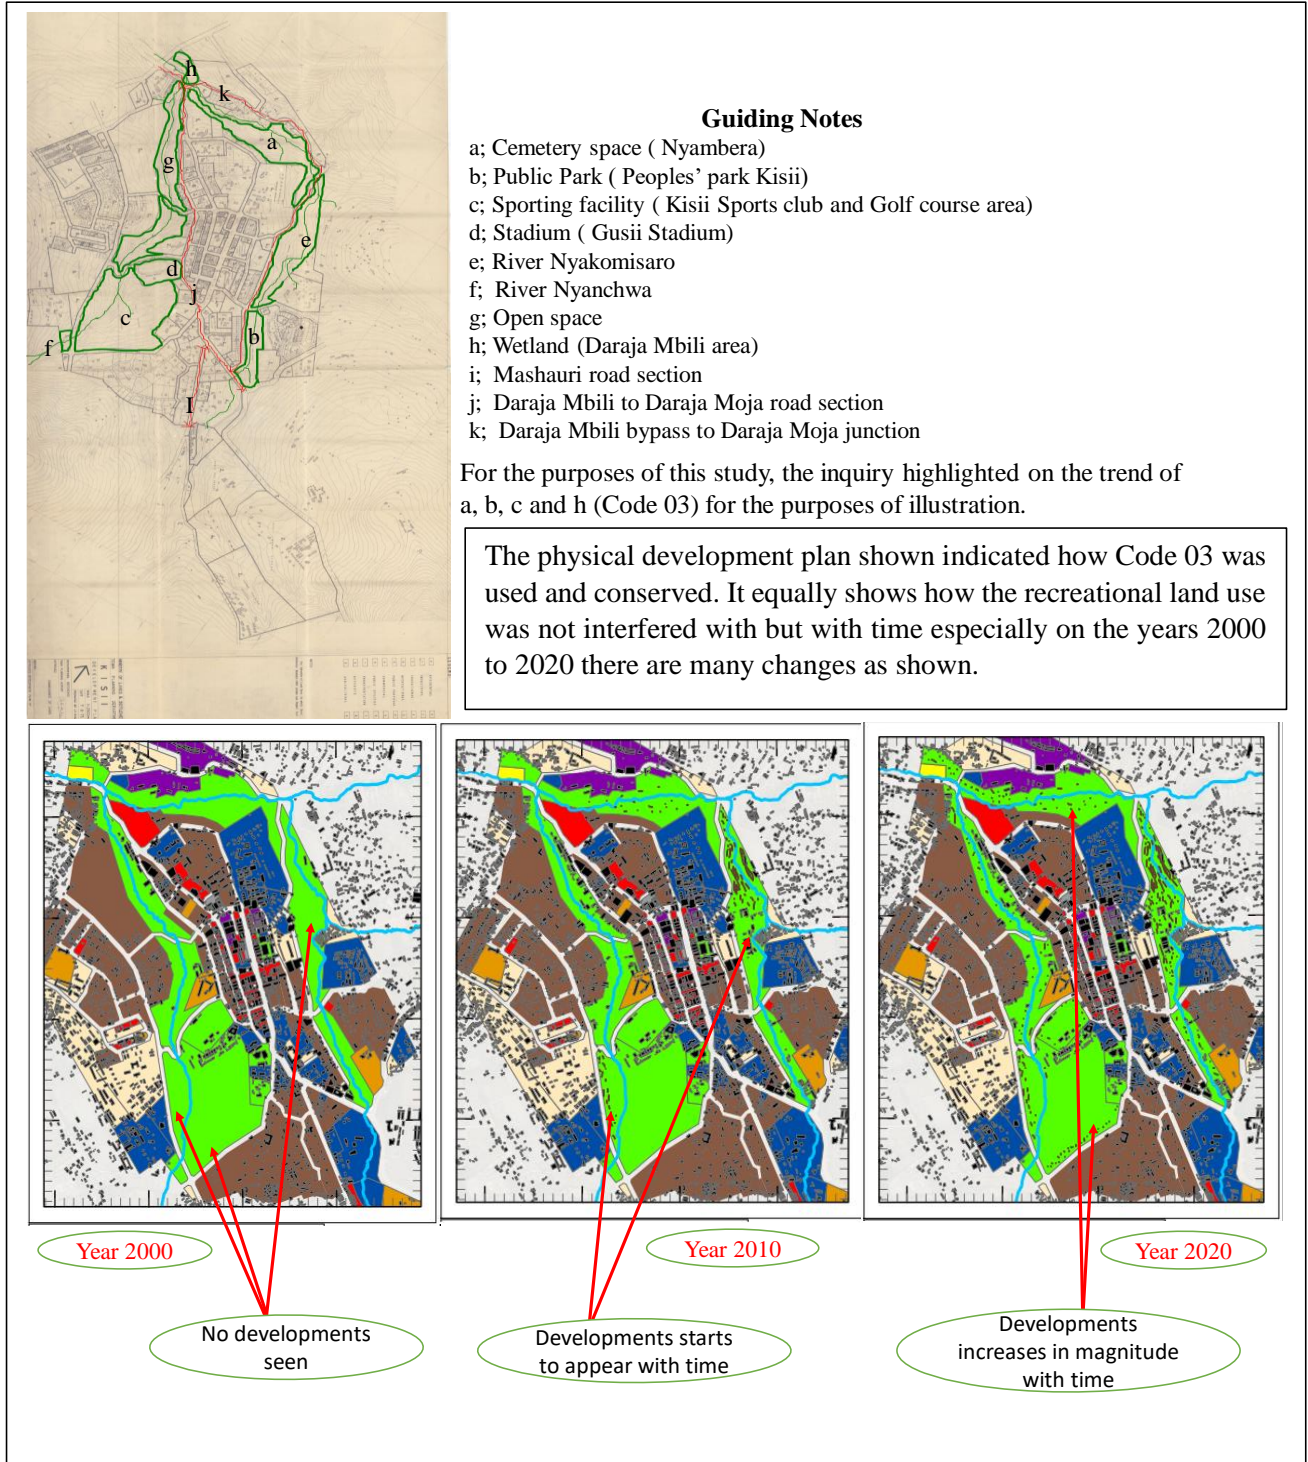 h
k
a
g
e
d
j
c
b
f
I
KISII
Guiding Notes
a; Cemetery space ( Nyambera)
b; Public Park ( Peoples’ park Kisii)
c; Sporting facility ( Kisii Sports club and Golf course area)
d; Stadium ( Gusii Stadium)
e; River Nyakomisaro
f; River Nyanchwa
g; Open space
h; Wetland (Daraja Mbili area)
i; Mashauri road section
j; Daraja Mbili to Daraja Moja road section
k; Daraja Mbili bypass to Daraja Moja junction
For the purposes of this study, the inquiry highlighted on the trend of
a, b, c and h (Code 03) for the purposes of illustration.
The physical development plan shown indicated how Code 03 was
used and conserved. It equally shows how the recreational land use
was not interfered with but with time especially on the years 2000
to 2020 there are many changes as shown.
Year 2000
Year 2010
Year 2020
No developments
seen
Developments starts
to appear with time
Developments
increases in magnitude
with time